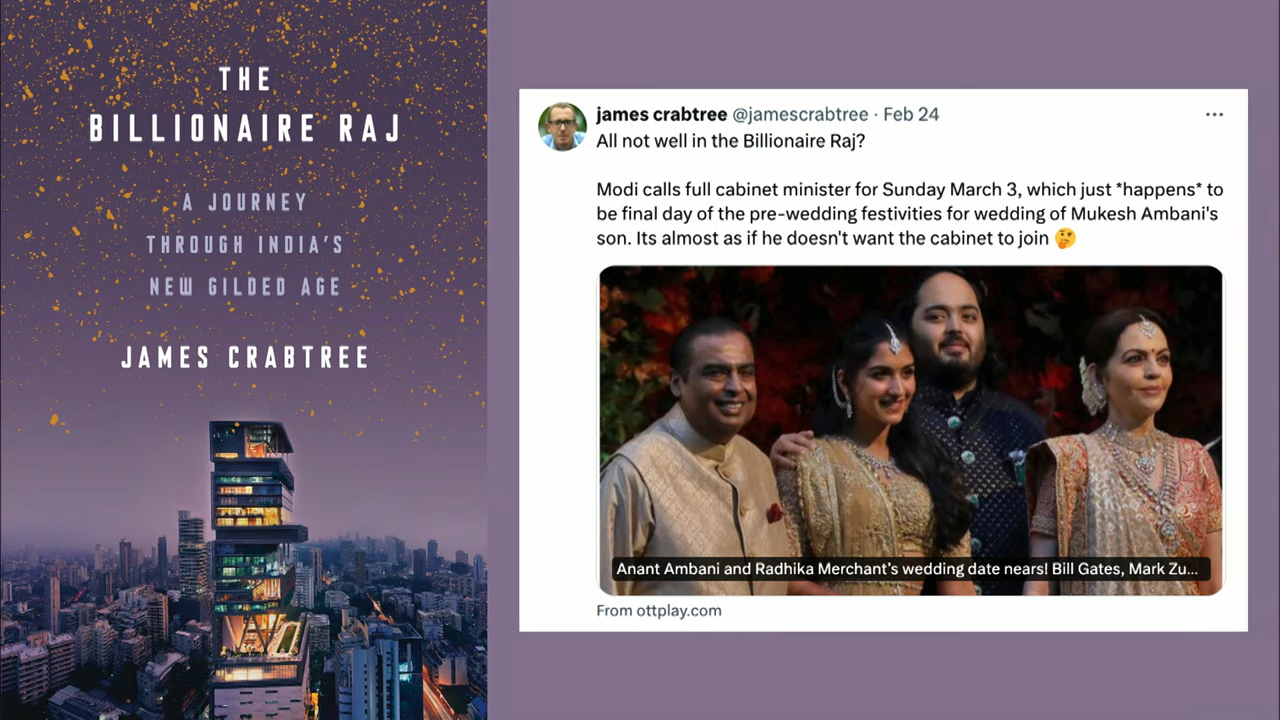 THE
BILLIONAIRE RAJ
A JOURNEY
THROUGH INDIA'S
NEW GILDED AGE
JAMES CRABTREE
james crabtree @jamescrabtree · Feb 24
All not well in the Billionaire Raj?
Modi calls full cabinet minister for Sunday March 3, which just *happens* to
be final day of the pre-wedding festivities for wedding of Mukesh Ambani's
son. Its almost as if he doesn't want the cabinet to join 🤔
Anant Ambani and Radhika Merchant's wedding date nears! Bill Gates, Mark Zu...
From ottplay.com